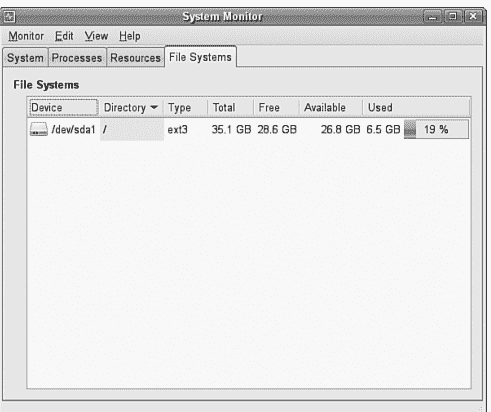 System Monitor
Monitor Edit View Help
System Processes Resources File Systems
File Systems
Device Directory Type Total Free Available Used
/dev/sda1 / ext3 35.1 GB 28.6 GB 26.8 GB 6.5 GB 19 %